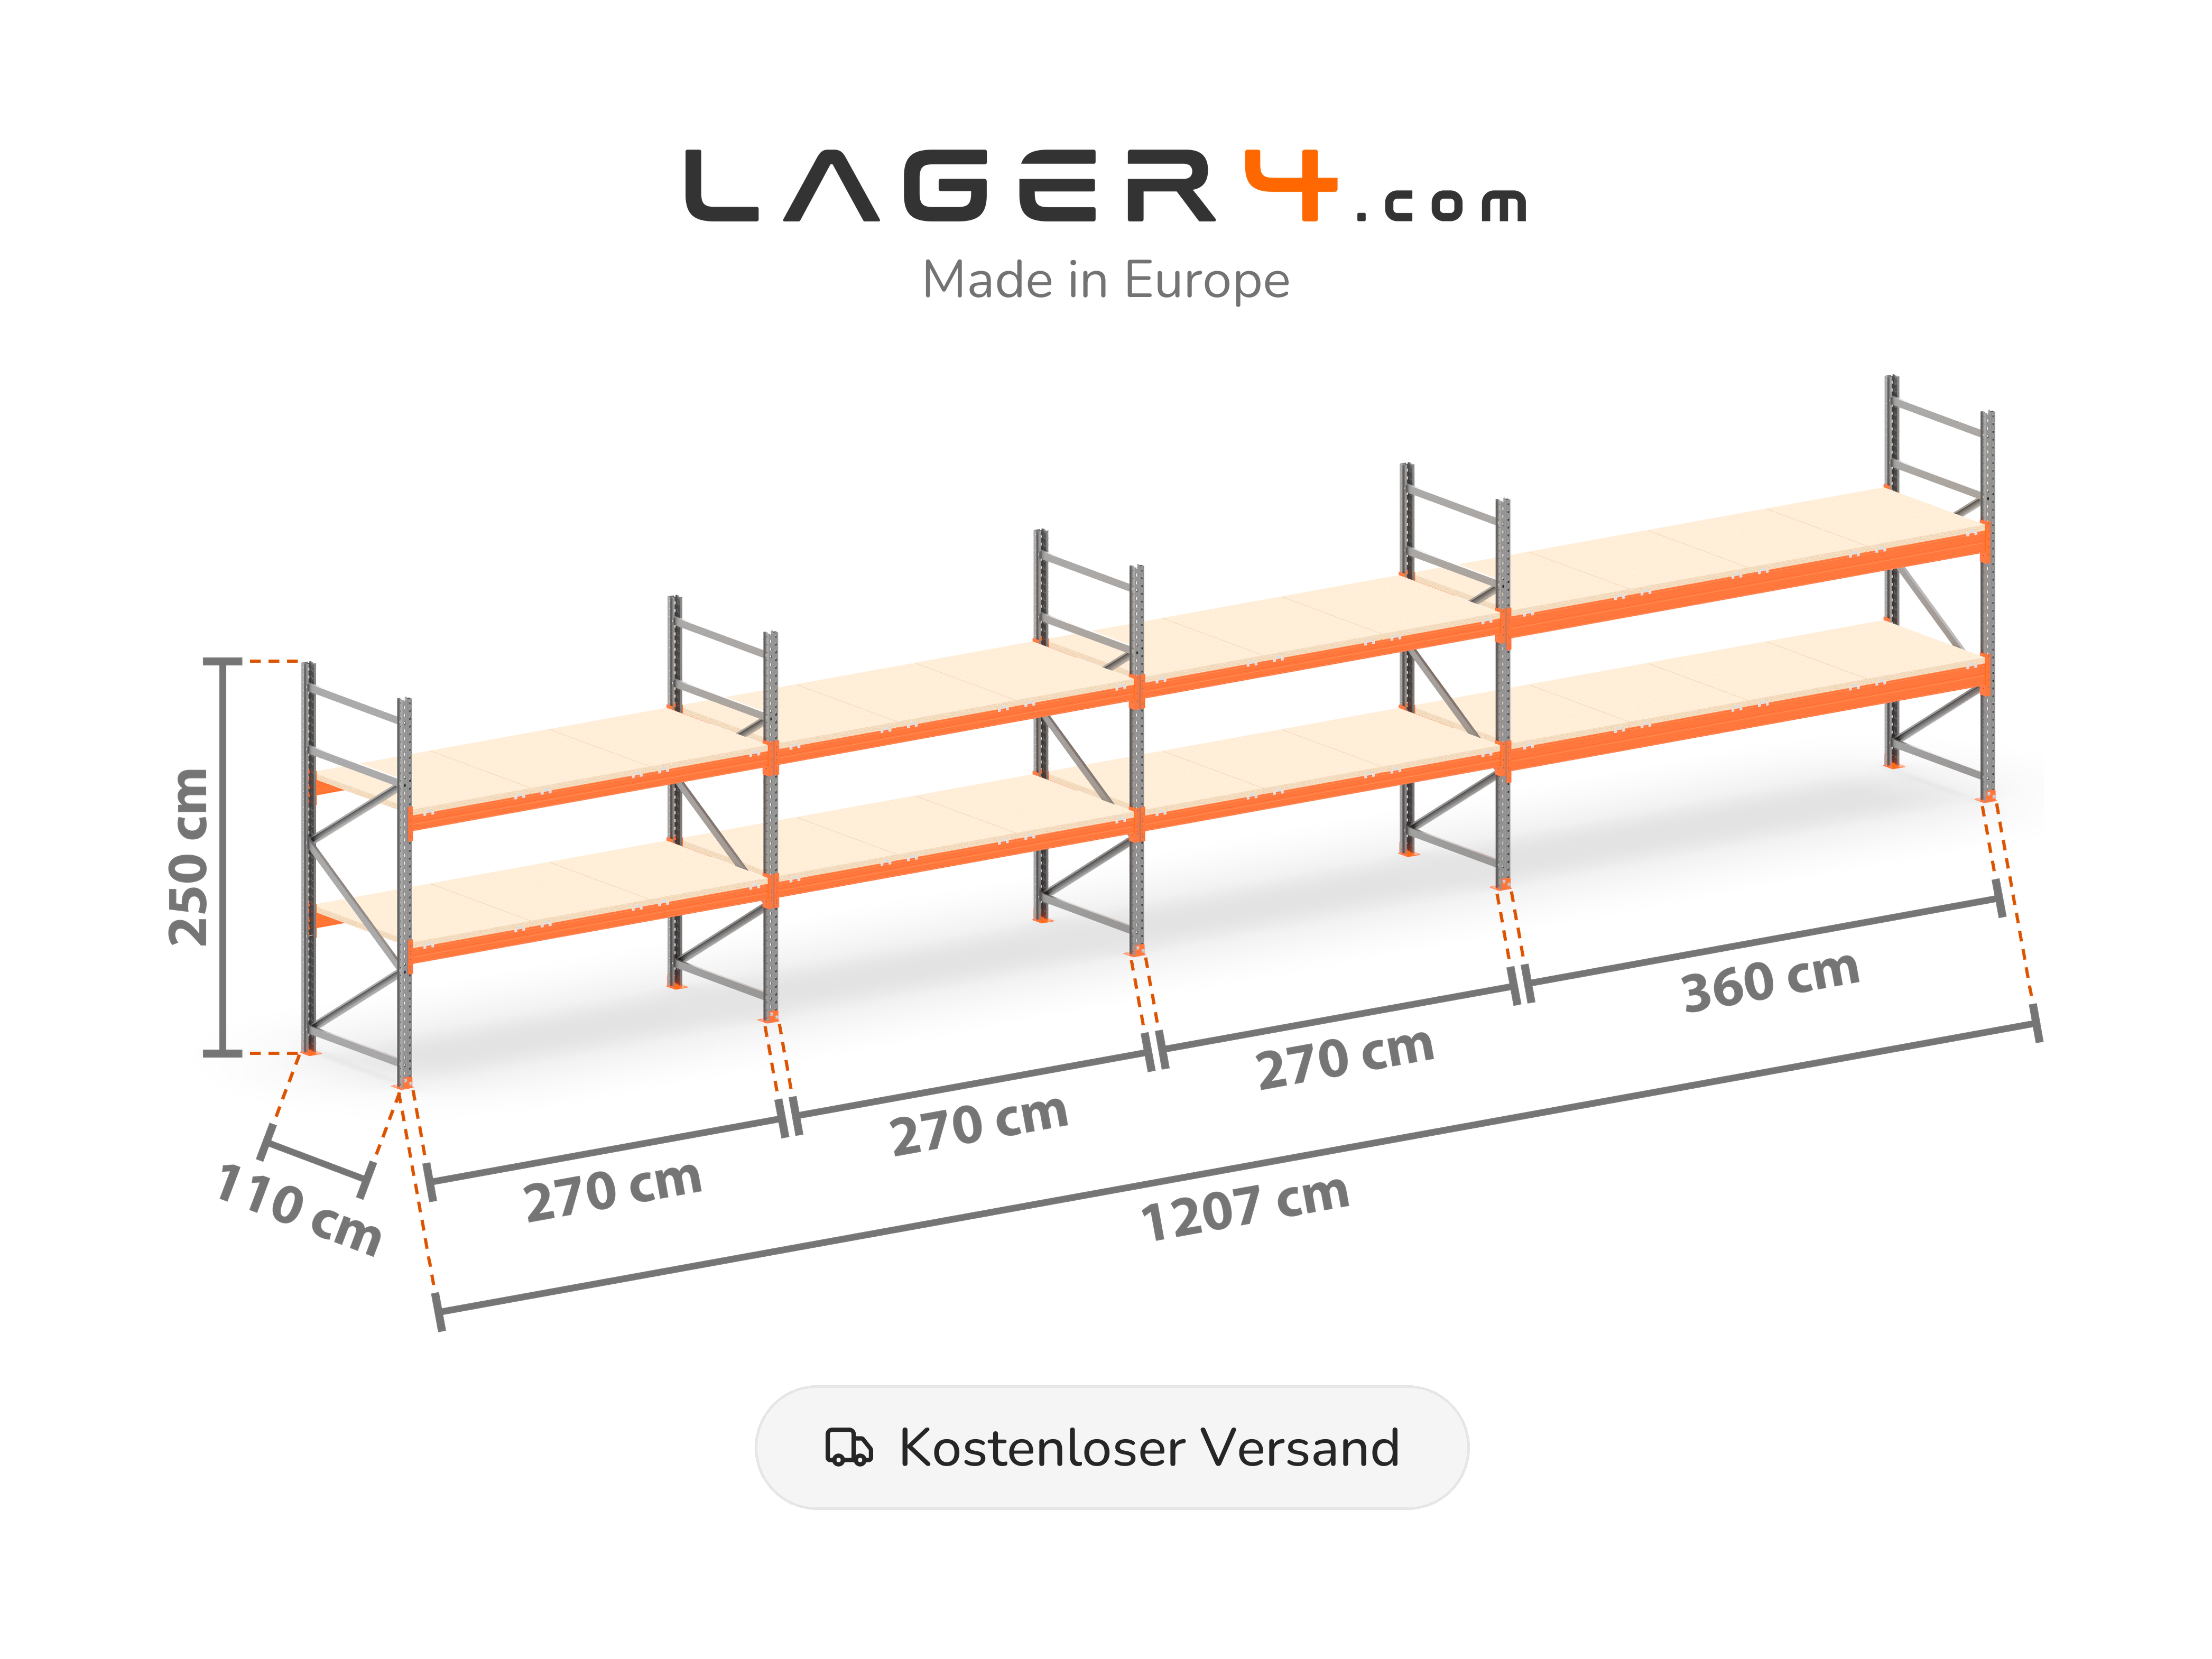 LAGER4.com
Made in Europe
250 cm
110 cm
270 cm
270 cm
270 cm
360 cm
1207 cm
Kostenloser Versand